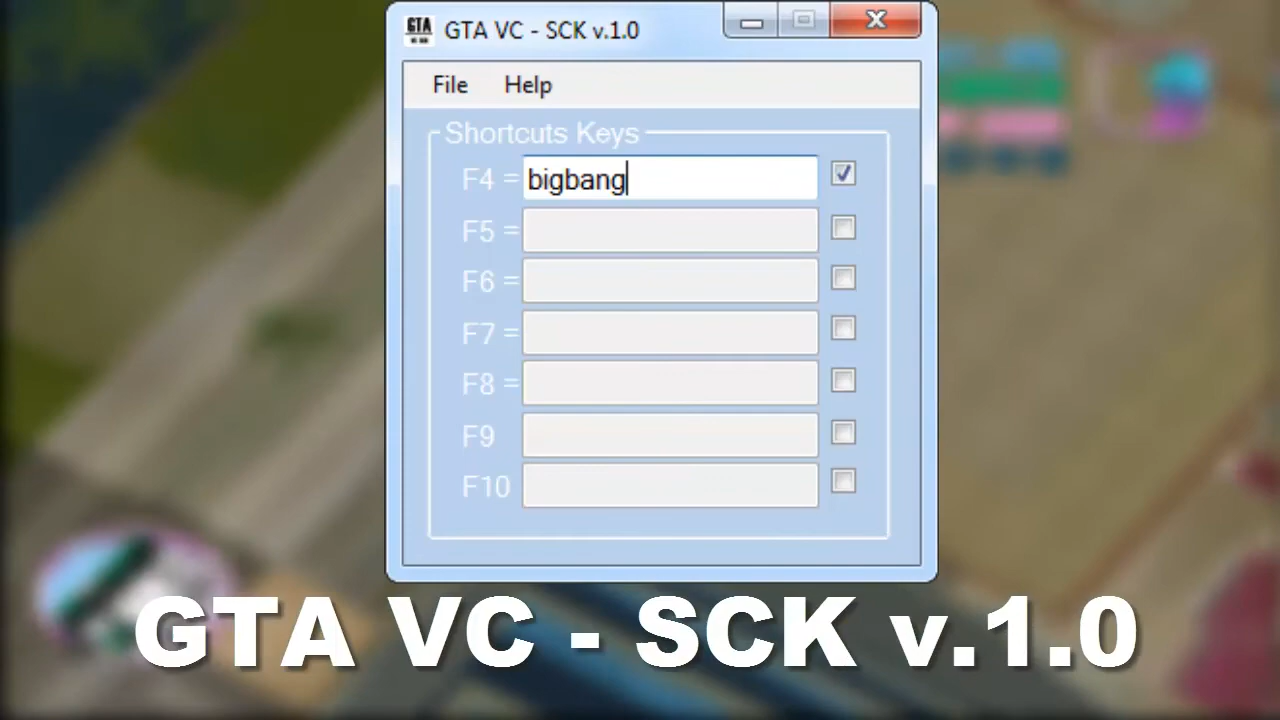 GTA
GTA VC - SCK v.1.0
File Help
Shortcuts Keys
F4 = bigbang
F5 =
F6 =
F7 =
F8 =
F9
F10
GTA VC - SCK v.1.0